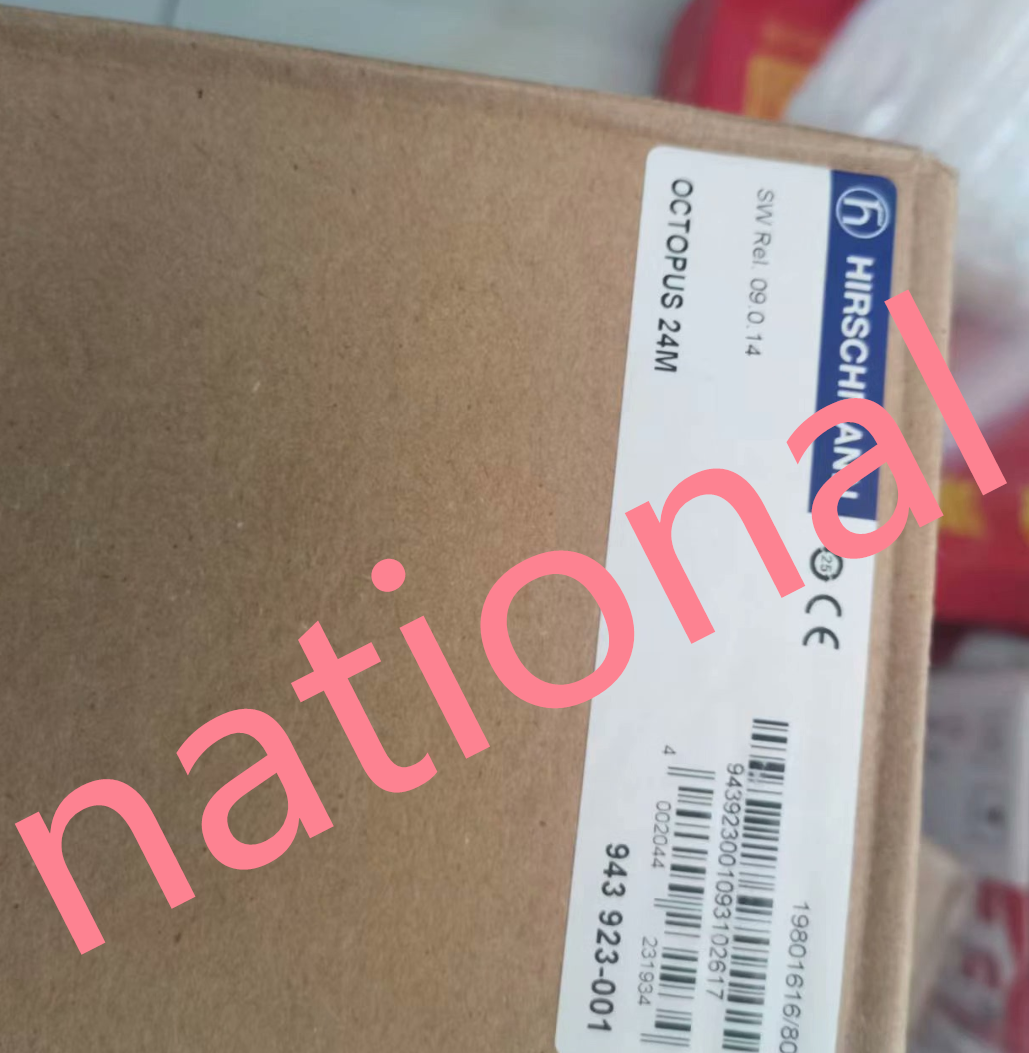 HIRSCHMANN
SW Rel. 09.0.14
OCTOPUS 24M
25
CE
19801616/80
943923001093102617
4 002044 231934
943 923-001
national